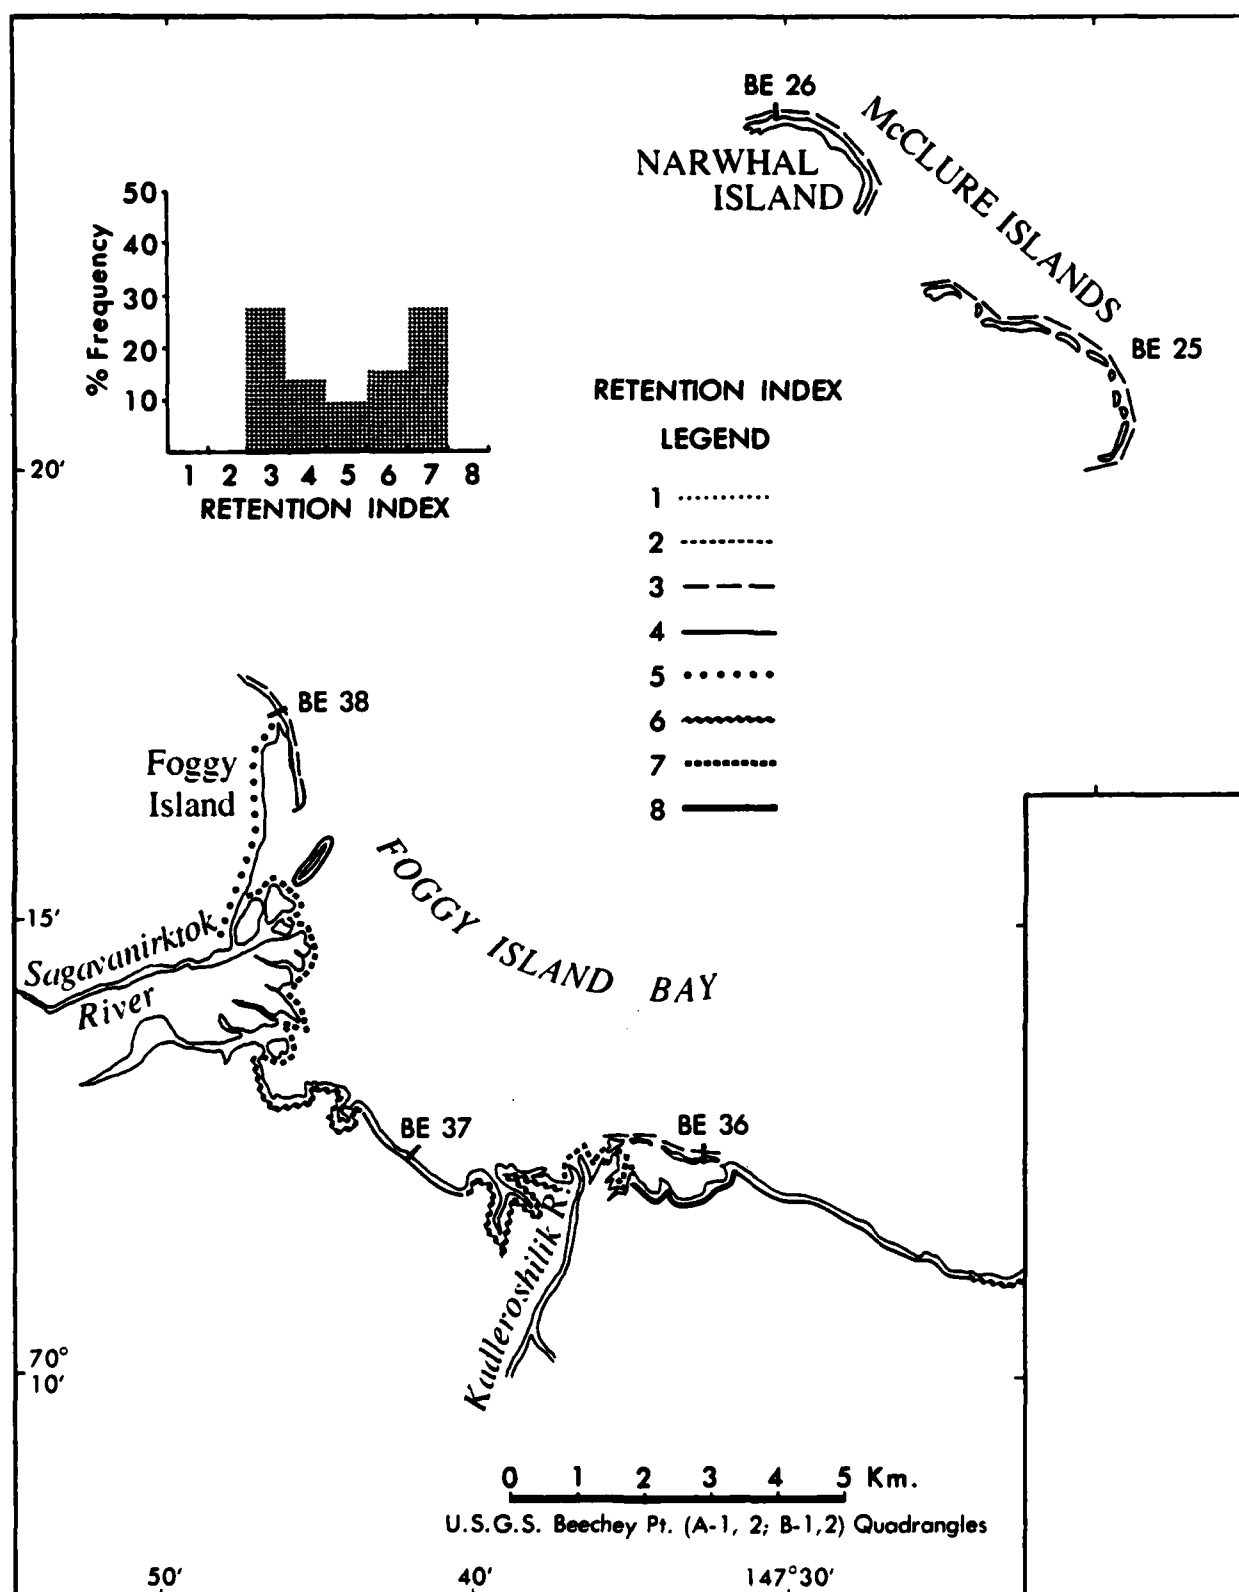 BE 26
McCLURE ISLANDS
NARWHAL
ISLAND
BE 25
50
40
30
20
10
% Frequency
1 2 3 4 5 6 7 8
RETENTION INDEX
RETENTION INDEX
LEGEND
1
2
3
4
5
6
7
8
20'
BE 38
Foggy
Island
FOGGY ISLAND BAY
15'
Sagavanirktok
River
BE 37
BE 36
Kadleroshilik R.
70°
10'
0 1 2 3 4 5 Km.
U.S.G.S. Beechey Pt. (A-1, 2; B-1,2) Quadrangles
50' 40' 147°30'